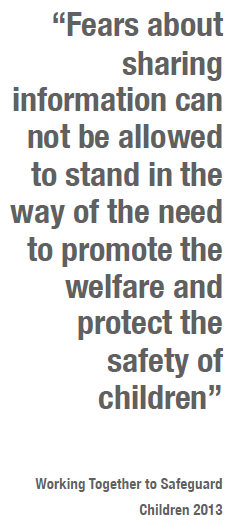 “Fears about
sharing
information can
not be allowed
to stand in the
way of the need
to promote the
welfare and
protect the
safety of
children”
Working Together to Safeguard
Children 2013